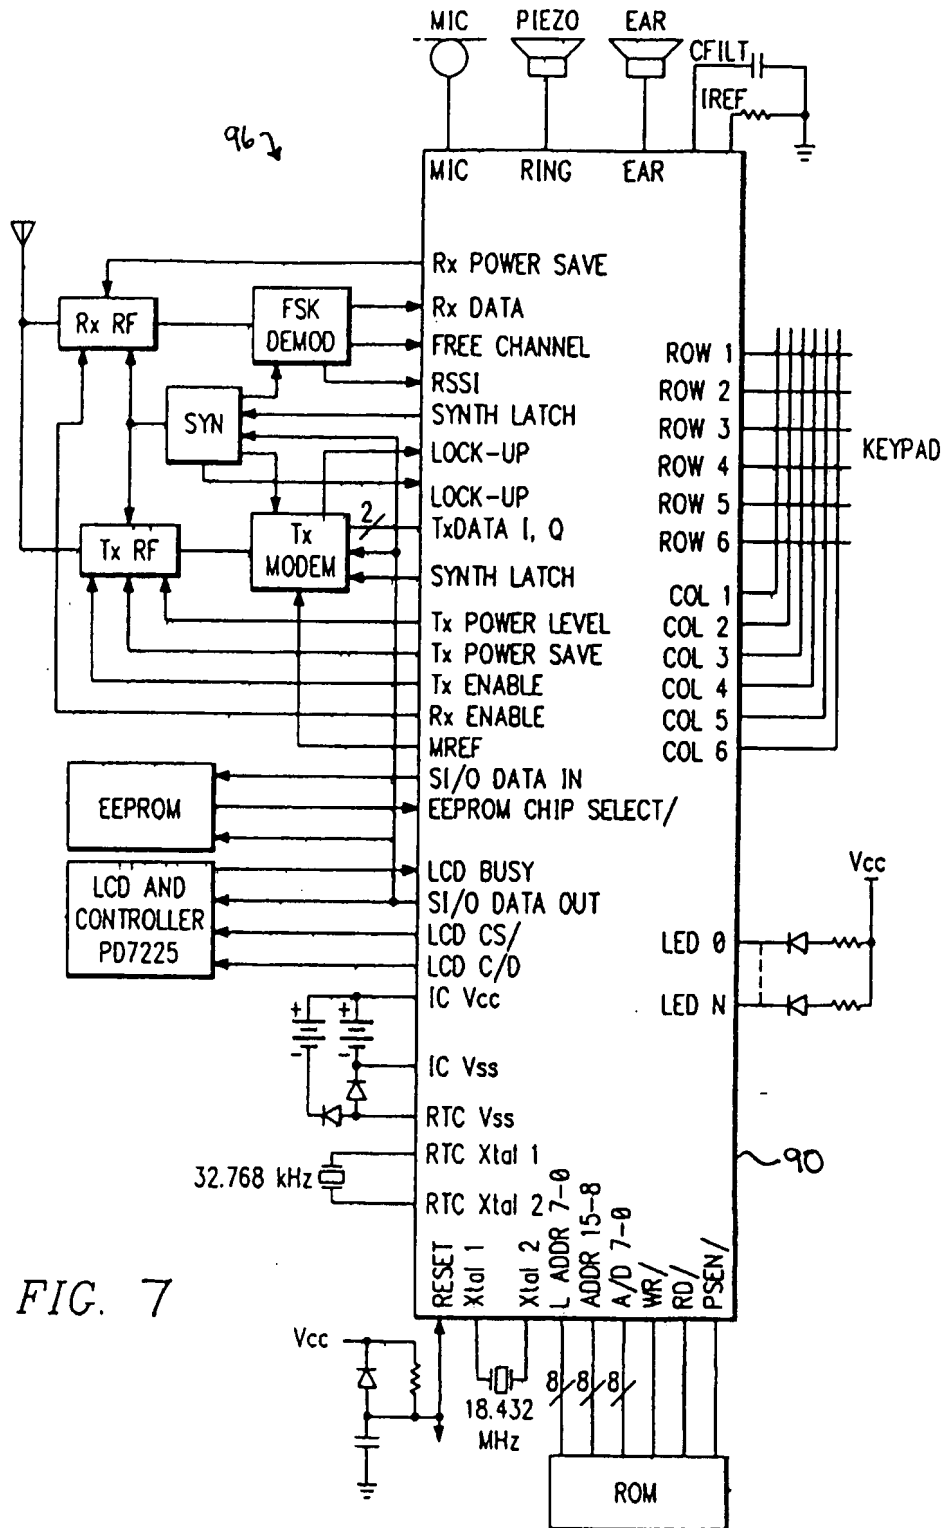 MIC PIEZO EAR
CFILT
IREF
96
MIC RING EAR
Rx POWER SAVE
Rx RF
FSK
DEMOD
Rx DATA
FREE CHANNEL
RSSI
SYN
SYNTH LATCH
LOCK-UP
LOCK-UP
2
TxDATA I, Q
Tx RF
Tx
MODEM
SYNTH LATCH
Tx POWER LEVEL
Tx POWER SAVE
Tx ENABLE
Rx ENABLE
MREF
ROW 1
ROW 2
ROW 3
ROW 4
ROW 5
ROW 6
KEYPAD
COL 1
COL 2
COL 3
COL 4
COL 5
COL 6
EEPROM
SI/O DATA IN
EEPROM CHIP SELECT/
LCD AND
CONTROLLER
PD7225
LCD BUSY
SI/O DATA OUT
LCD CS/
LCD C/D
Vcc
LED 0
LED N
IC Vcc
+ +
- -
IC Vss
RTC Vss
RTC Xtal 1
32.768 kHz
RTC Xtal 2
90
RESET
Xtal 1
Xtal 2
L ADDR 7-0
ADDR 15-8
A/D 7-0
WR/
RD/
PSEN/
FIG. 7
Vcc
18.432
MHz
8 8 8
ROM